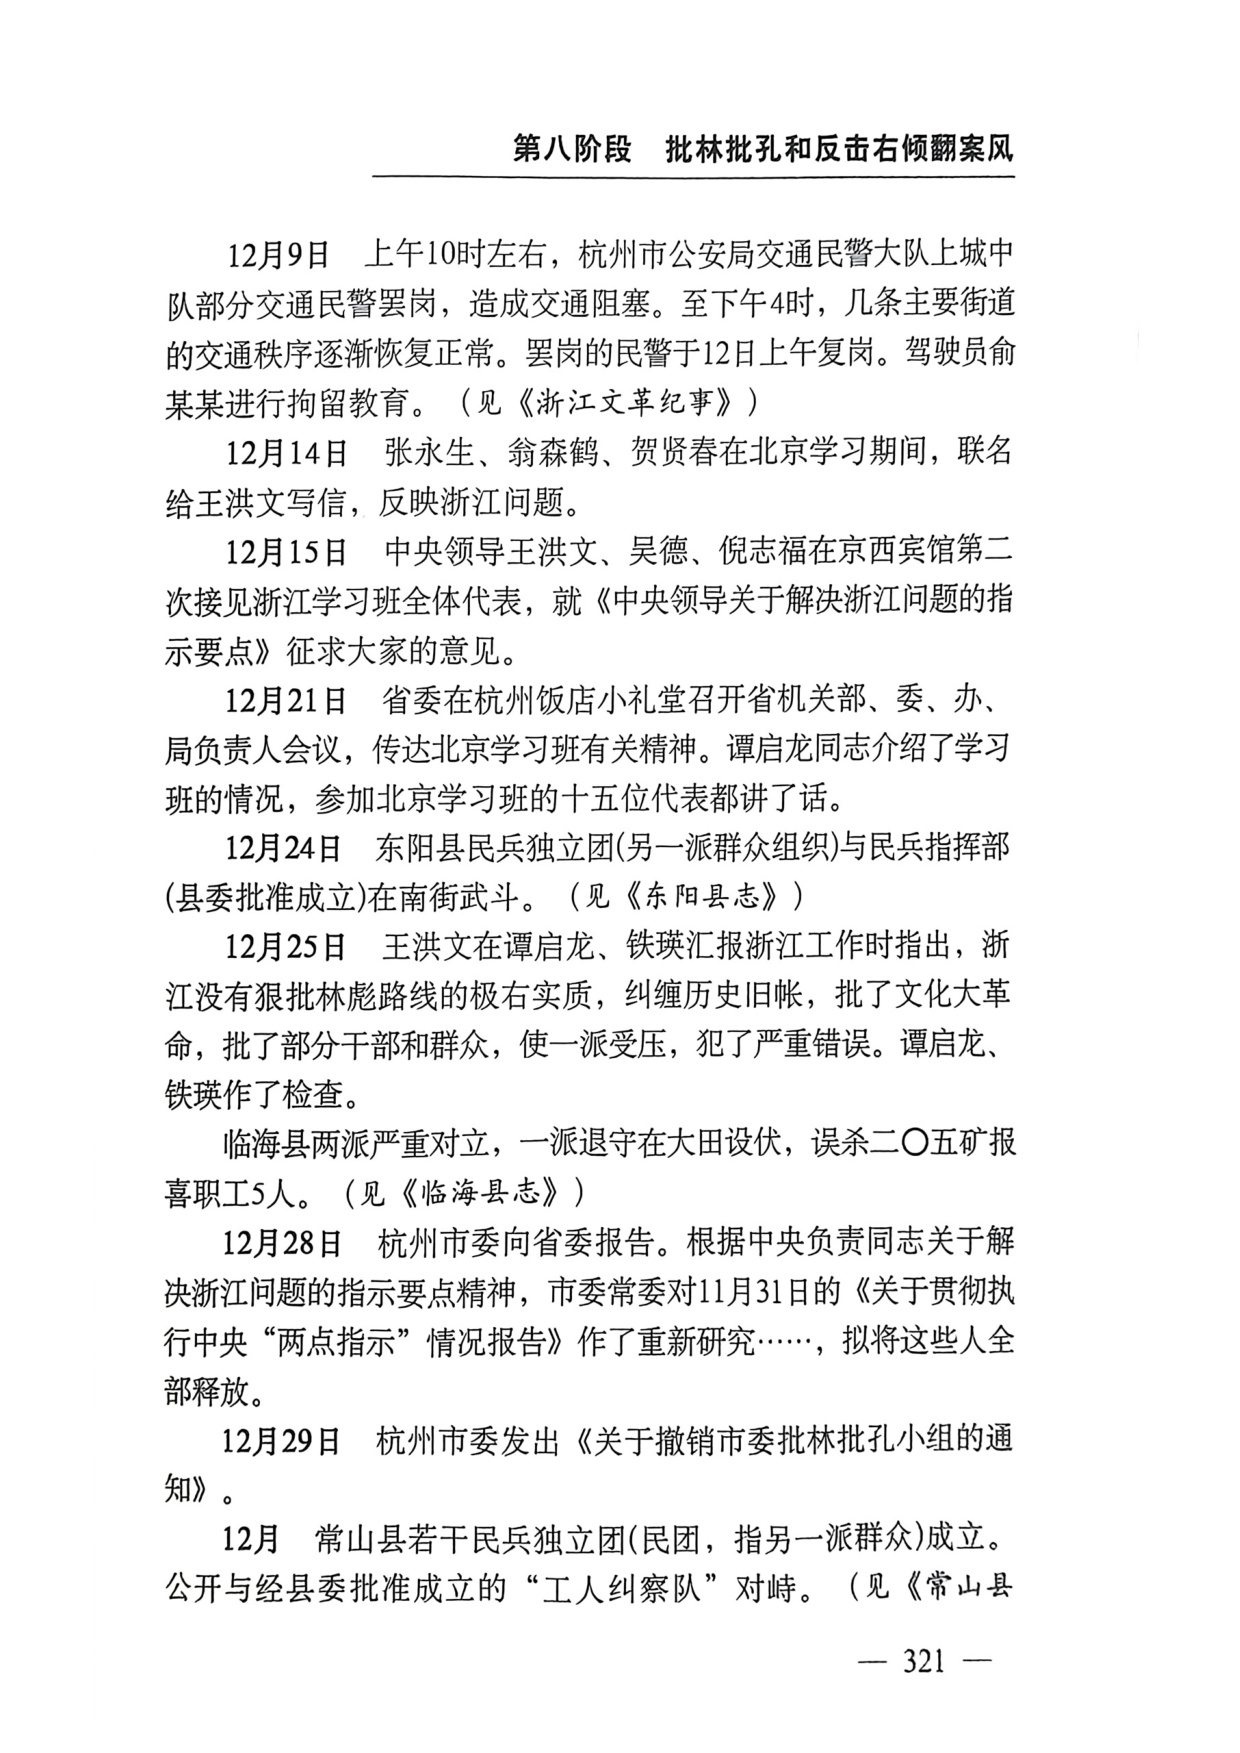 第八阶段　批林批孔和反击右倾翻案风
12月9日　上午10时左右，杭州市公安局交通民警大队上城中
队部分交通民警罢岗，造成交通阻塞。至下午4时，几条主要街道
的交通秩序逐渐恢复正常。罢岗的民警于12日上午复岗。驾驶员俞
某某进行拘留教育。（见《浙江文革纪事》）
12月14日　张永生、翁森鹤、贺贤春在北京学习期间，联名
给王洪文写信，反映浙江问题。
12月15日　中央领导王洪文、吴德、倪志福在京西宾馆第二
次接见浙江学习班全体代表，就《中央领导关于解决浙江问题的指
示要点》征求大家的意见。
12月21日　省委在杭州饭店小礼堂召开省机关部、委、办、
局负责人会议，传达北京学习班有关精神。谭启龙同志介绍了学习
班的情况，参加北京学习班的十五位代表都讲了话。
12月24日　东阳县民兵独立团(另一派群众组织)与民兵指挥部
(县委批准成立)在南街武斗。（见《东阳县志》）
12月25日　王洪文在谭启龙、铁瑛汇报浙江工作时指出，浙
江没有狠批林彪路线的极右实质，纠缠历史旧帐，批了文化大革
命，批了部分干部和群众，使一派受压，犯了严重错误。谭启龙、
铁瑛作了检查。
临海县两派严重对立，一派退守在大田设伏，误杀二〇五矿报
喜职工5人。（见《临海县志》）
12月28日　杭州市委向省委报告。根据中央负责同志关于解
决浙江问题的指示要点精神，市委常委对11月31日的《关于贯彻执
行中央“两点指示”情况报告》作了重新研究……，拟将这些人全
部释放。
12月29日　杭州市委发出《关于撤销市委批林批孔小组的通
知》。
12月　常山县若干民兵独立团(民团，指另一派群众)成立。
公开与经县委批准成立的“工人纠察队”对峙。（见《常山县
— 321 —